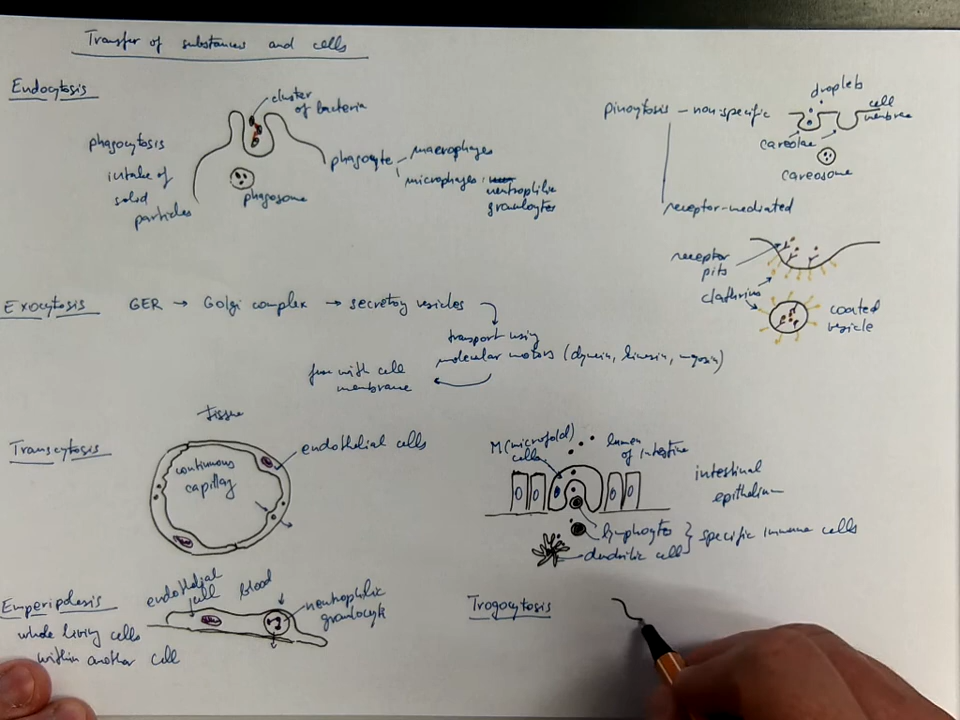 Transfer of substances and cells
Endocytosis
cluster
of bacteria
phagocytosis
intake of
solid
particles
phagosome
phagocyte
macrophages
microphages:
neutrophilic
granulocytes
pinocytosis – non specific
droplets
cell
membrane
caveolae
caveosome
receptor-mediated
receptor
pits
clathrins
coated
vesicle
Exocytosis
GER → Golgi complex → secretory vesicles
transport using
molecular motors (dynein, kinesin, myosin)
fuse with cell
membrane
Transcytosis
tissue
continuous
capillary
endothelial cells
M(microfold)
cells
lumen
of intestine
intestinal
epithelium
lymphocytes
dendritic cell
specific immune cells
Emperipolesis
whole living cells
within another cell
endothelial
cell
blood
neutrophilic
granulocyte
Trogocytosis